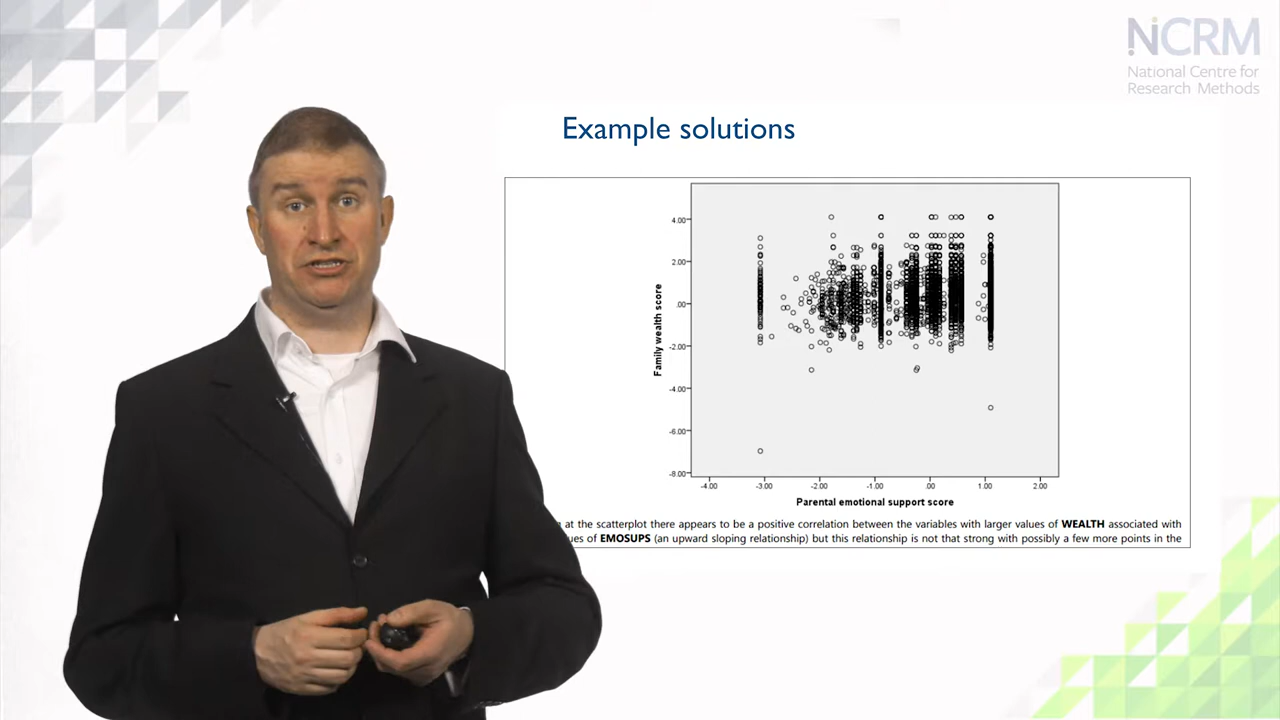 NCRM
National Centre for
Research Methods
Example solutions
4.00
2.00
.00
-2.00
-4.00
-6.00
-8.00
Family wealth score
-4.00 -3.00 -2.00 -1.00 .00 1.00 2.00
Parental emotional support score
at the scatterplot there appears to be a positive correlation between the variables with larger values of WEALTH associated with
of EMOSUPS (an upward sloping relationship) but this relationship is not that strong with possibly a few more points in the